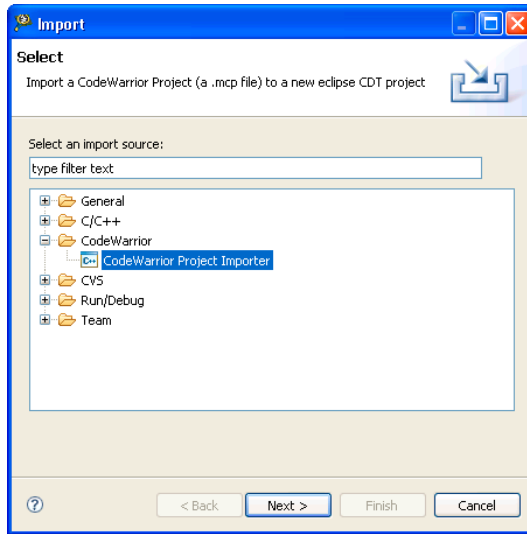 Import
Select
Import a CodeWarrior Project (a .mcp file) to a new eclipse CDT project
Select an import source:
type filter text
General
C/C++
CodeWarrior
C++ CodeWarrior Project Importer
CVS
Run/Debug
Team
? < Back Next > Finish Cancel